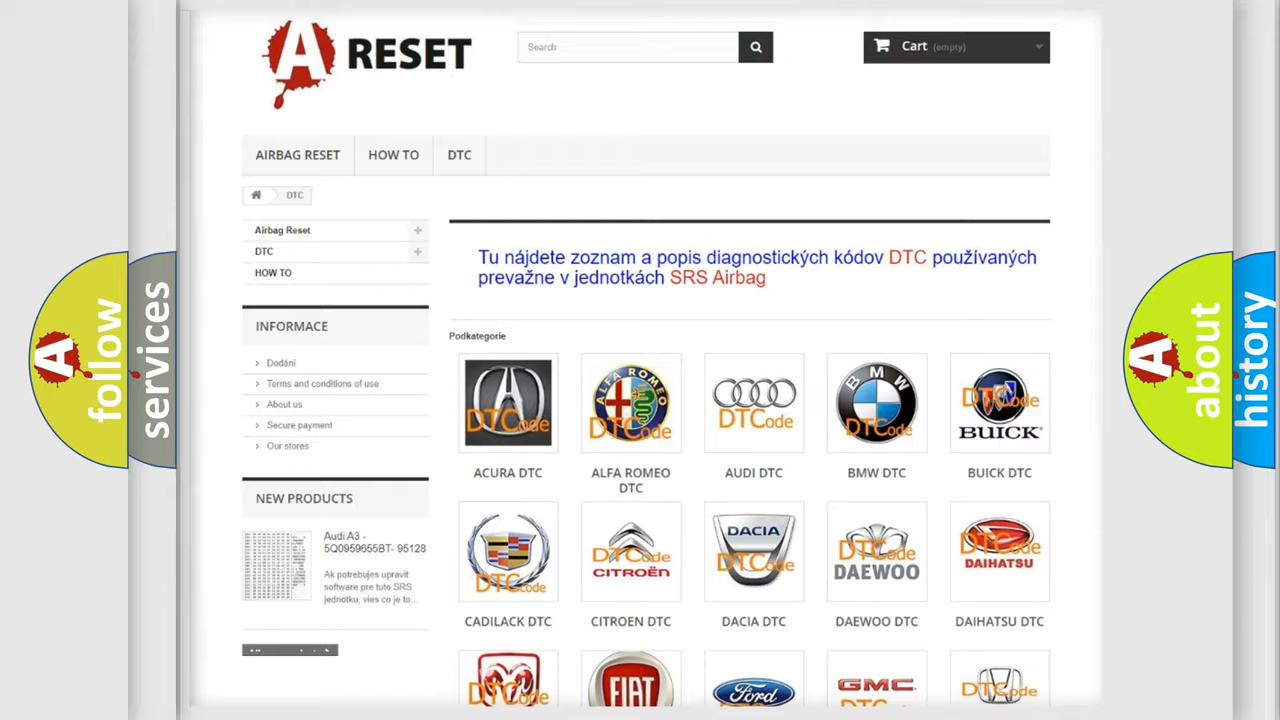 A RESET
Search
Cart (empty)
AIRBAG RESET
HOW TO
DTC
DTC
Airbag Reset
DTC
HOW TO
INFORMACE
Dodání
Terms and conditions of use
About us
Secure payment
Our stores
NEW PRODUCTS
Audi A3 -
5Q0959655BT- 95128
Ak potrebujes upravit
software pre tuto SRS
jednotku, vies co je to...
Tu nájdete zoznam a popis diagnostických kódov DTC používaných
prevažne v jednotkách SRS Airbag
Podkategorie
DTCode
ALFA ROMEO
DTCode
DTCode
BMW
DTCode
DTCode
BUICK
ACURA DTC
ALFA ROMEO
DTC
AUDI DTC
BMW DTC
BUICK DTC
DTCode
DTCode
CITROËN
DACIA
DTCode
DTCode
DAEWOO
DTCode
DAIHATSU
CADILACK DTC
CITROEN DTC
DACIA DTC
DAEWOO DTC
DAIHATSU DTC
DTCode
FIAT
Ford
GMC
DTCode
A follow
services
A about
history